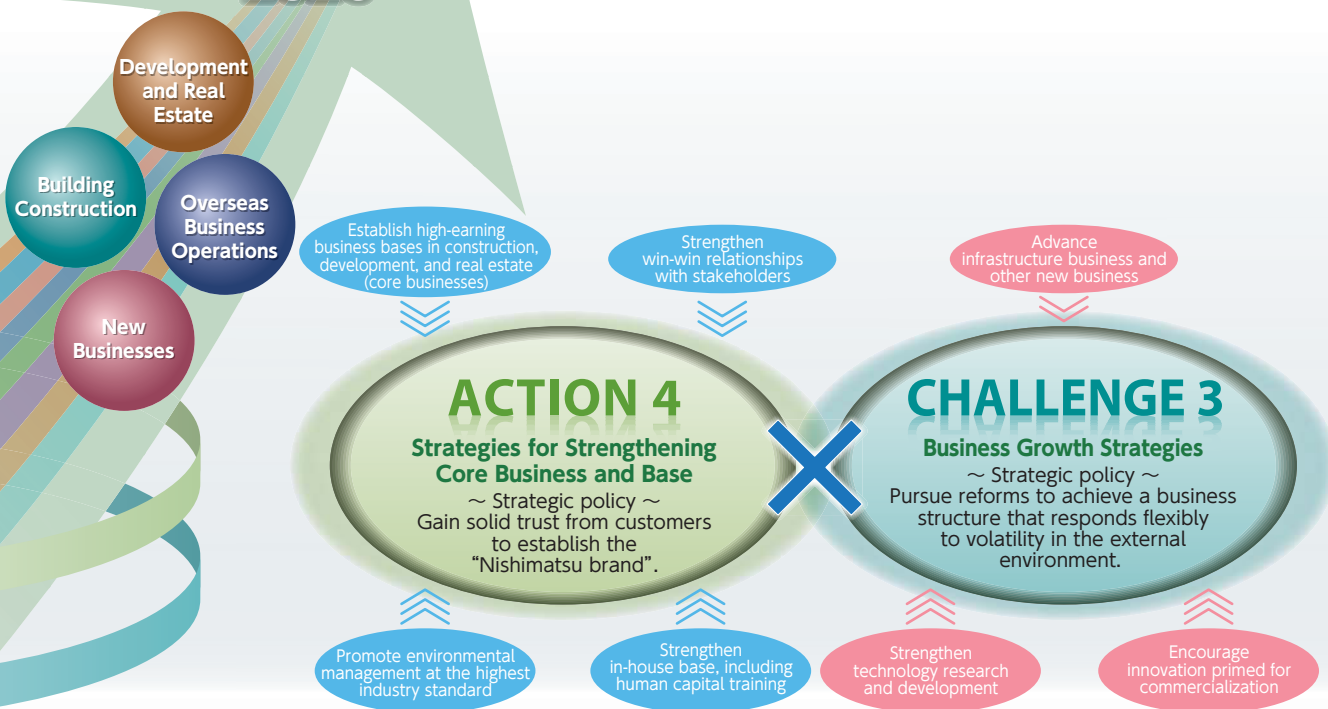 Development
and Real
Estate
Building
Construction
Overseas
Business
Operations
New
Businesses
Establish high-earning
business bases in construction,
development, and real estate
(core businesses)
Strengthen
win-win relationships
with stakeholders
Advance
infrastructure business and
other new business
ACTION 4
Strategies for Strengthening
Core Business and Base
~ Strategic policy ~
Gain solid trust from customers
to establish the
“Nishimatsu brand”.
CHALLENGE 3
Business Growth Strategies
~ Strategic policy ~
Pursue reforms to achieve a business
structure that responds flexibly
to volatility in the external
environment.
Promote environmental
management at the highest
industry standard
Strengthen
in-house base, including
human capital training
Strengthen
technology research
and development
Encourage
innovation primed for
commercialization